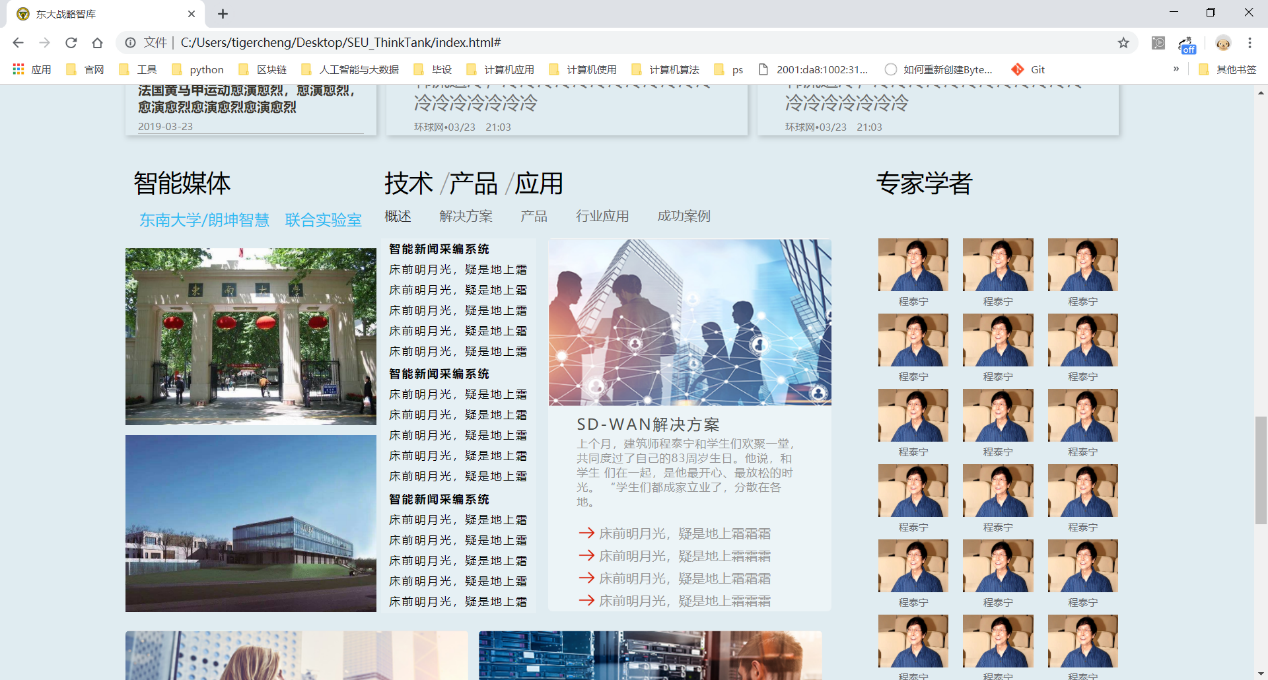 东大战略智库
文件
C:/Users/tigercheng/Desktop/SEU_ThinkTank/index.html#
off
应用
官网
工具
python
区块链
人工智能与大数据
毕设
计算机应用
计算机使用
计算机算法
ps
2001:da8:1002:31...
如何重新创建Byte...
Git
»
其他书签
法国黄马甲运动愈演愈烈，愈演愈烈，
愈演愈烈愈演愈烈愈演愈烈
2019-03-23
冷冷冷冷冷冷冷
环球网•03/23 21:03
冷冷冷冷冷冷冷
环球网•03/23 21:03
智能媒体
东南大学/朗坤智慧 联合实验室
东南大学
技术 /产品 /应用
概述 解决方案 产品 行业应用 成功案例
智能新闻采编系统
床前明月光，疑是地上霜
床前明月光，疑是地上霜
床前明月光，疑是地上霜
床前明月光，疑是地上霜
床前明月光，疑是地上霜
智能新闻采编系统
床前明月光，疑是地上霜
床前明月光，疑是地上霜
床前明月光，疑是地上霜
床前明月光，疑是地上霜
床前明月光，疑是地上霜
智能新闻采编系统
床前明月光，疑是地上霜
床前明月光，疑是地上霜
床前明月光，疑是地上霜
床前明月光，疑是地上霜
床前明月光，疑是地上霜
SD-WAN解决方案
上个月，建筑师程泰宁和学生们欢聚一堂，
共同度过了自己的83周岁生日。他说，和
学生 们在一起，是他最开心、最放松的时
光。 “学生们都成家立业了，分散在各
地。
→ 床前明月光，疑是地上霜霜霜
→ 床前明月光，疑是地上霜霜霜
→ 床前明月光，疑是地上霜霜霜
→ 床前明月光，疑是地上霜霜霜
专家学者
程泰宁 程泰宁 程泰宁
程泰宁 程泰宁 程泰宁
程泰宁 程泰宁 程泰宁
程泰宁 程泰宁 程泰宁
程泰宁 程泰宁 程泰宁
程泰宁 程泰宁 程泰宁